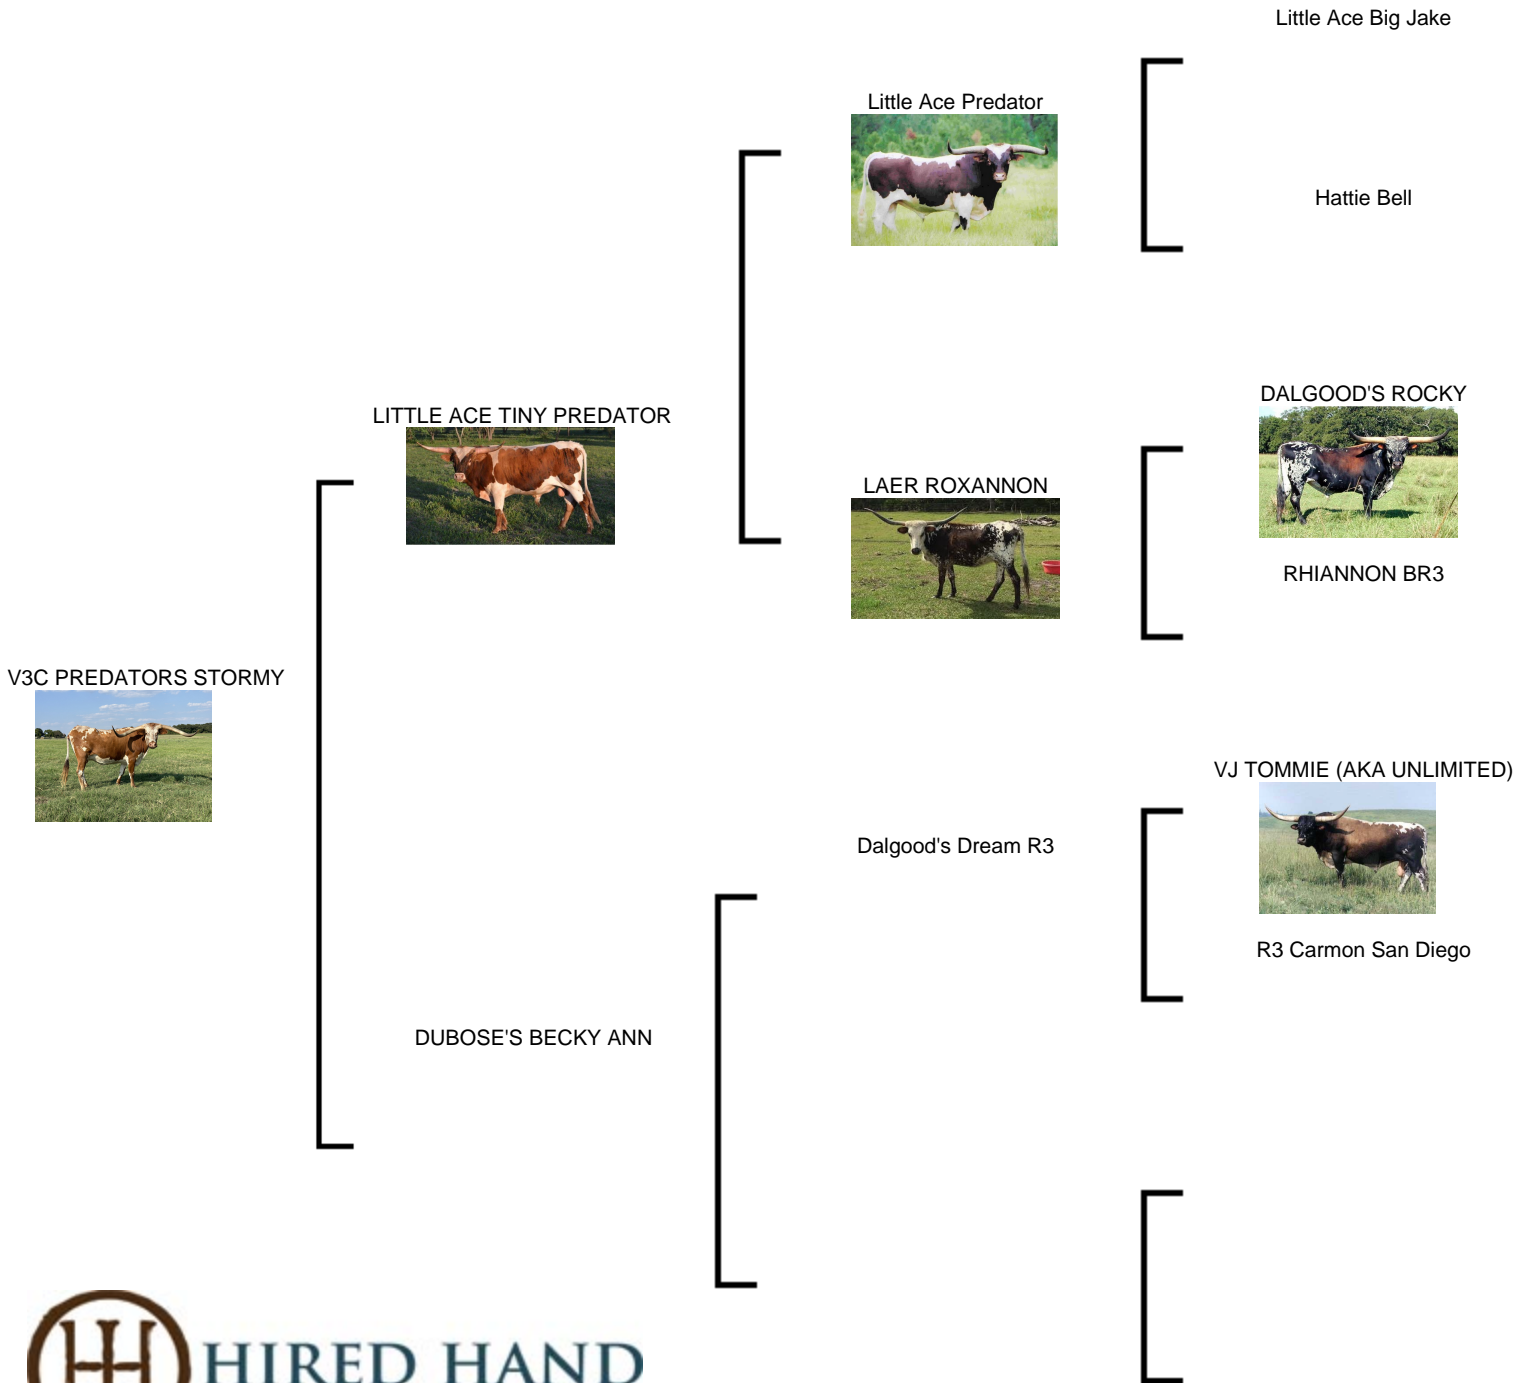 Little Ace Big Jake
Little Ace Predator
Hattie Bell
DALGOOD'S ROCKY
LITTLE ACE TINY PREDATOR
LAER ROXANNON
RHIANNON BR3
V3C PREDATORS STORMY
VJ TOMMIE (AKA UNLIMITED)
Dalgood's Dream R3
R3 Carmon San Diego
DUBOSE'S BECKY ANN
HIRED HAND